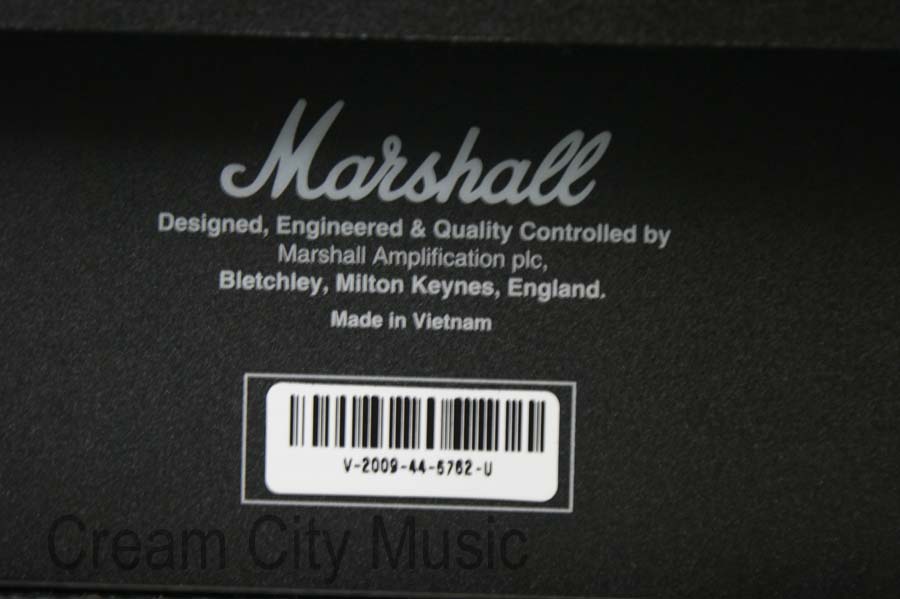 Marshall
Designed, Engineered & Quality Controlled by
Marshall Amplification plc,
Bletchley, Milton Keynes, England.
Made in Vietnam
V-2009-44-5762-U
Cream City Music